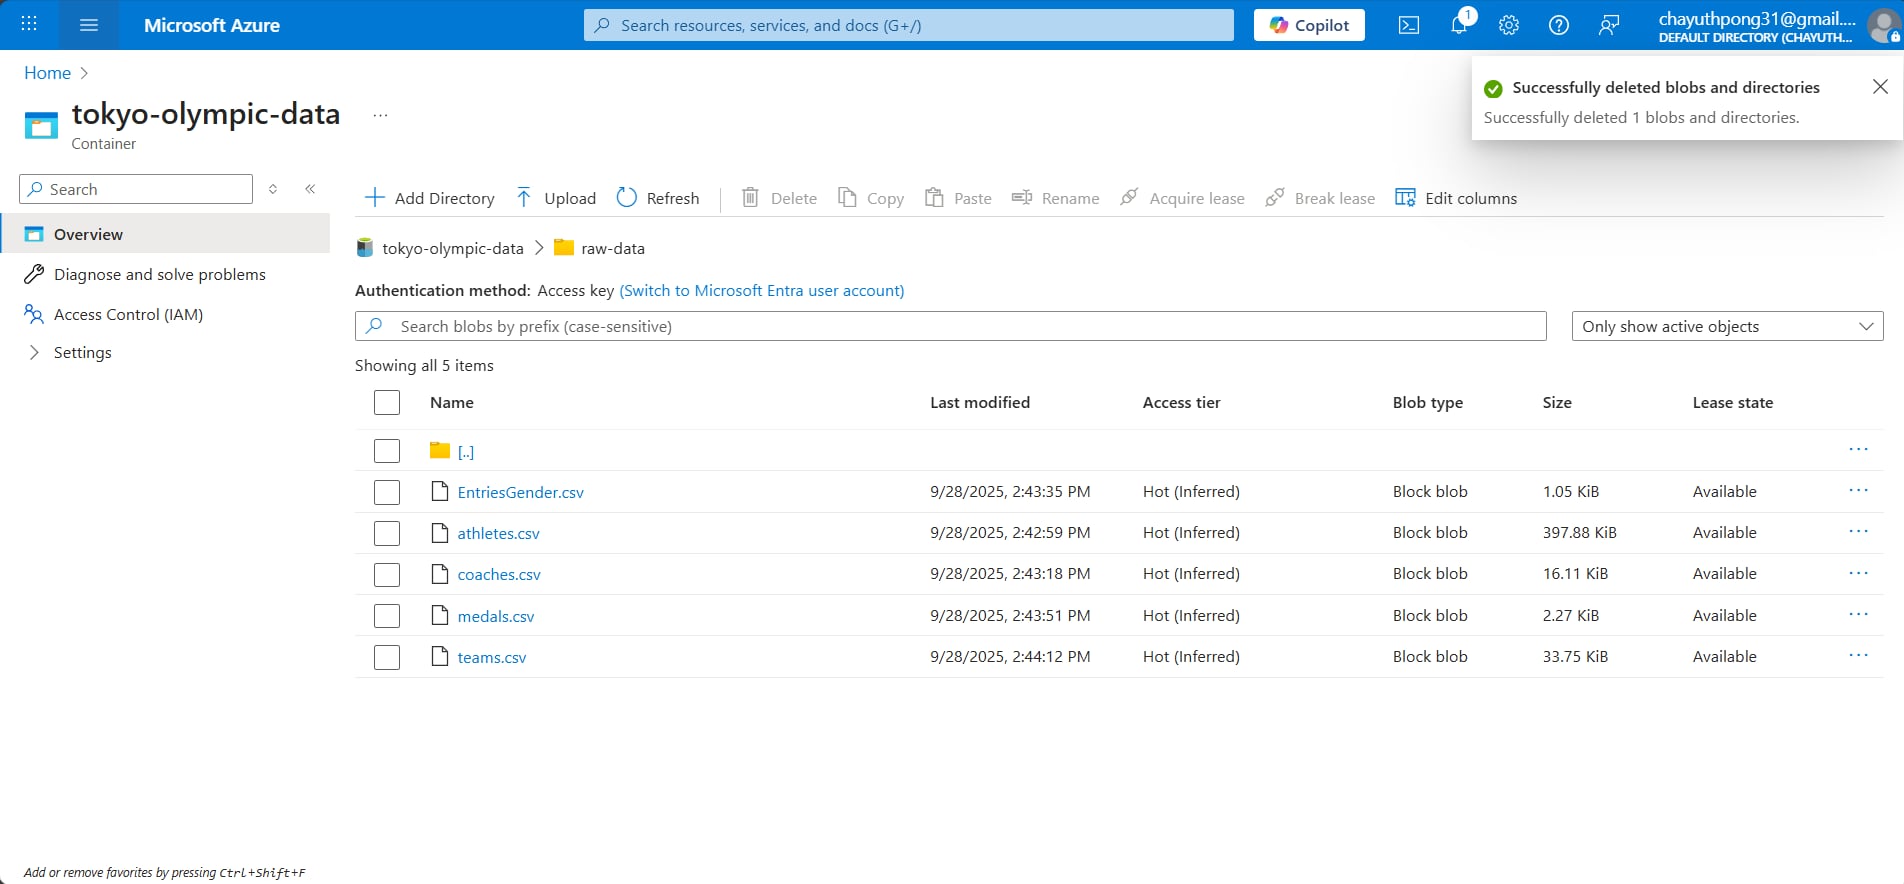 Microsoft Azure
Search resources, services, and docs (G+/)
Copilot
1
chayuthpong31@gmail....
DEFAULT DIRECTORY (CHAYUTH...
Home
Successfully deleted blobs and directories
Successfully deleted 1 blobs and directories.
tokyo-olympic-data
...
Container
Search
Add Directory
Upload
Refresh
Delete
Copy
Paste
Rename
Acquire lease
Break lease
Edit columns
Overview
Diagnose and solve problems
Access Control (IAM)
Settings
tokyo-olympic-data > raw-data
Authentication method: Access key (Switch to Microsoft Entra user account)
Search blobs by prefix (case-sensitive)
Only show active objects
Showing all 5 items
Name Last modified Access tier Blob type Size Lease state
[..] ...
EntriesGender.csv 9/28/2025, 2:43:35 PM Hot (Inferred) Block blob 1.05 KiB Available ...
athletes.csv 9/28/2025, 2:42:59 PM Hot (Inferred) Block blob 397.88 KiB Available ...
coaches.csv 9/28/2025, 2:43:18 PM Hot (Inferred) Block blob 16.11 KiB Available ...
medals.csv 9/28/2025, 2:43:51 PM Hot (Inferred) Block blob 2.27 KiB Available ...
teams.csv 9/28/2025, 2:44:12 PM Hot (Inferred) Block blob 33.75 KiB Available ...
Add or remove favorites by pressing Ctrl+Shift+F